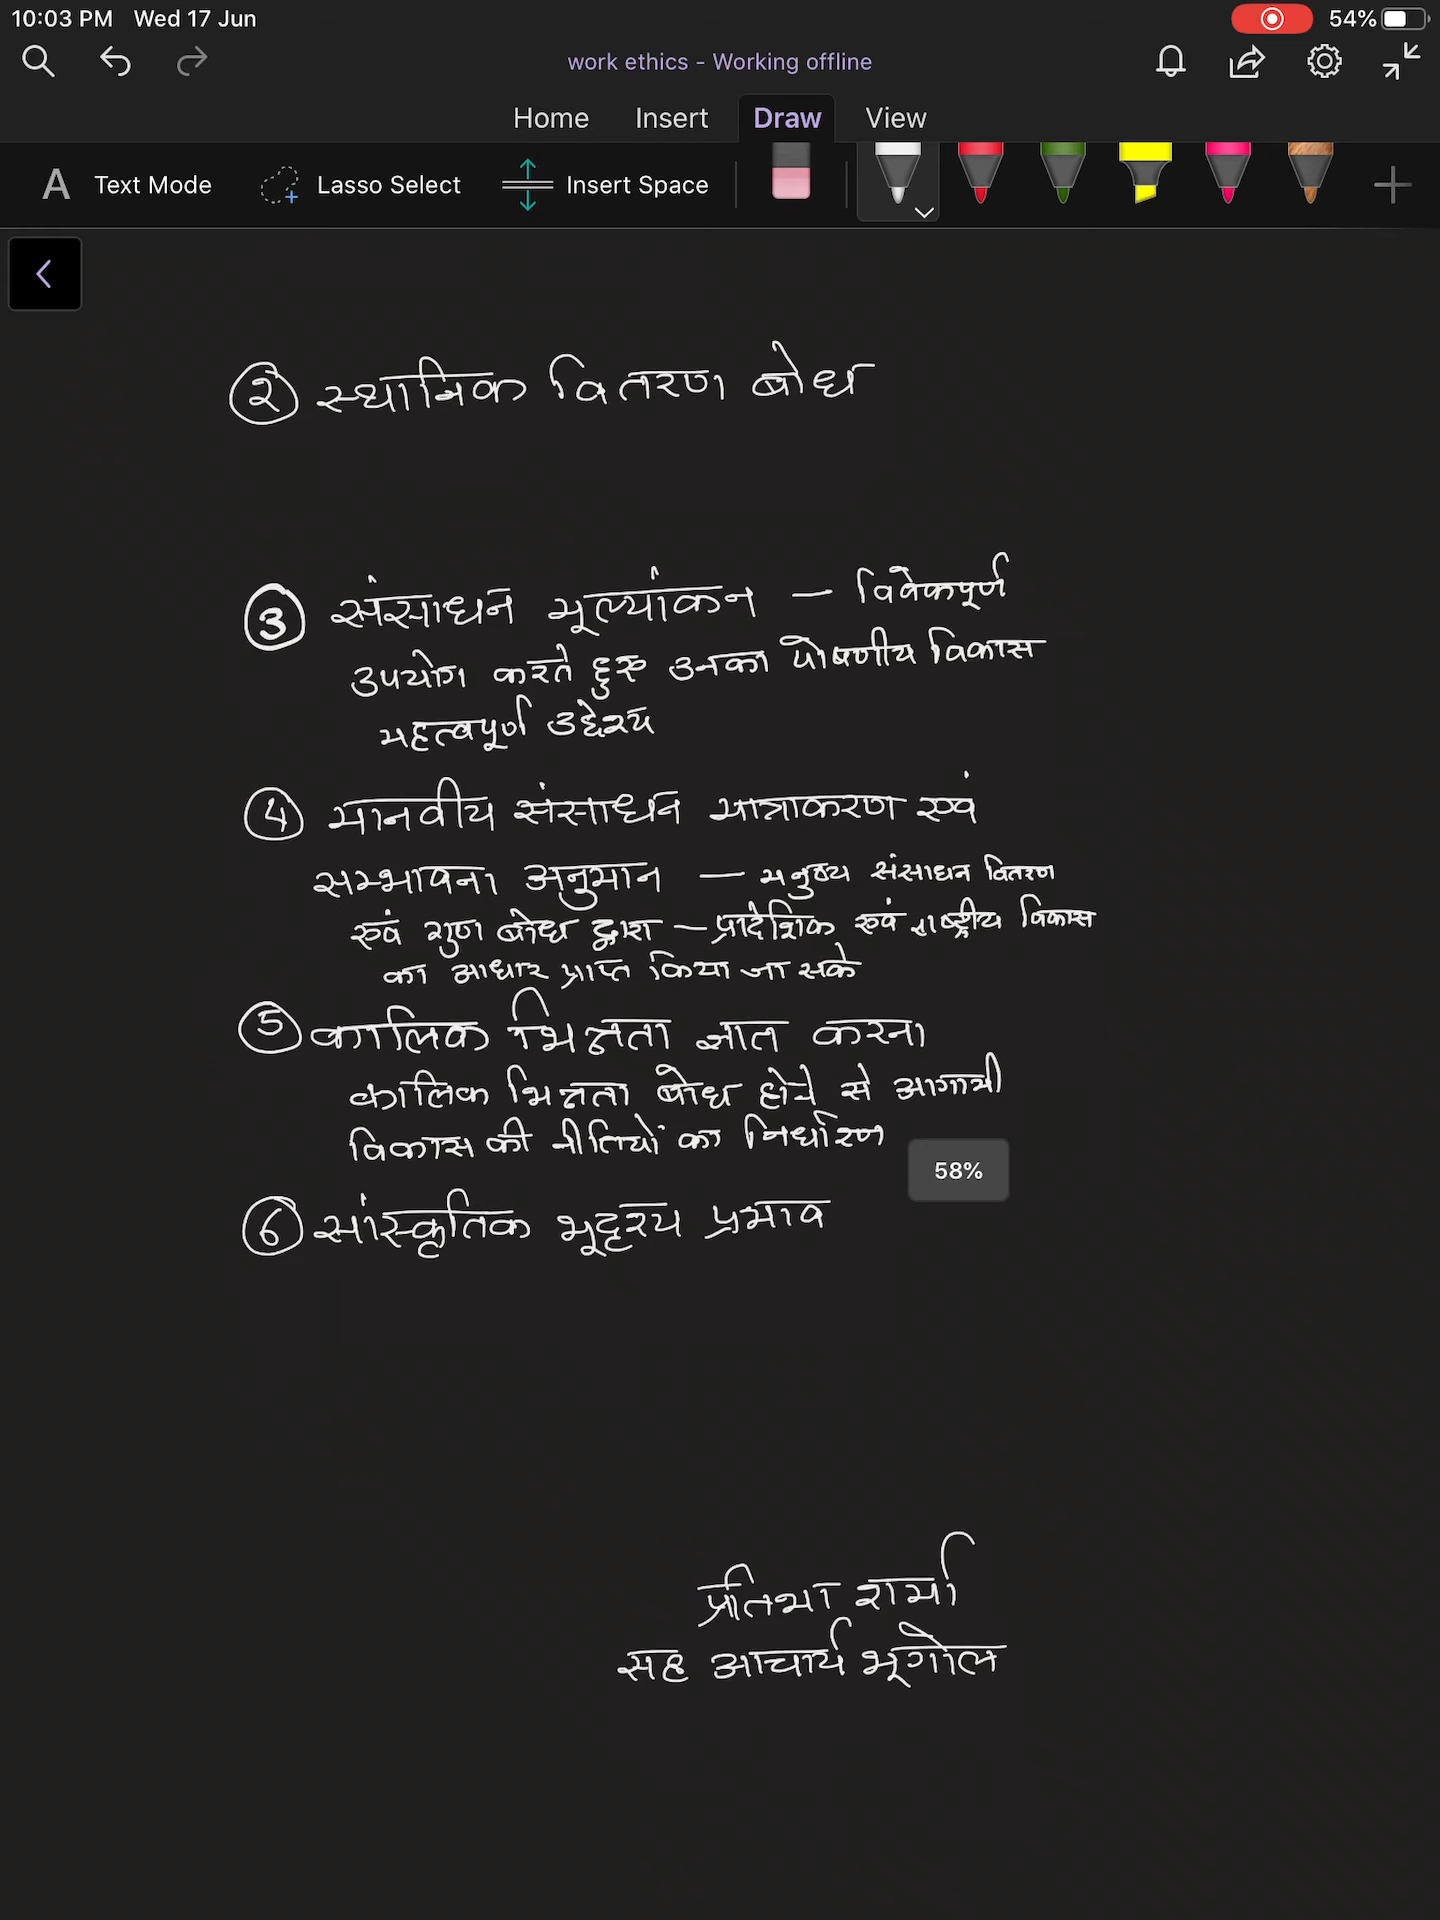 10:03 PM Wed 17 Jun 54%
work ethics - Working offline
Home Insert Draw View
A Text Mode Lasso Select Insert Space
२ स्थानिक वितरण बोध
3 संसाधन मूल्यांकन — विवेकपूर्ण
उपयोग करते हुए उनका पोषणीय विकास
महत्वपूर्ण उद्देश्य
4 मानवीय संसाधन मात्राकरण एवं
सम्भावना अनुमान — मनुष्य संसाधन वितरण
एवं गुण बोध द्वारा — प्रादेशिक एवं राष्ट्रीय विकास
का आधार प्राप्त किया जा सके
5 कालिक भिन्नता ज्ञात करना
कालिक भिन्नता बोध होने से आगामी
विकास की नीतियों का निर्धारण
58%
6 सांस्कृतिक भूदृश्य प्रभाव
प्रतिभा शर्मा
सह आचार्य भूगोल